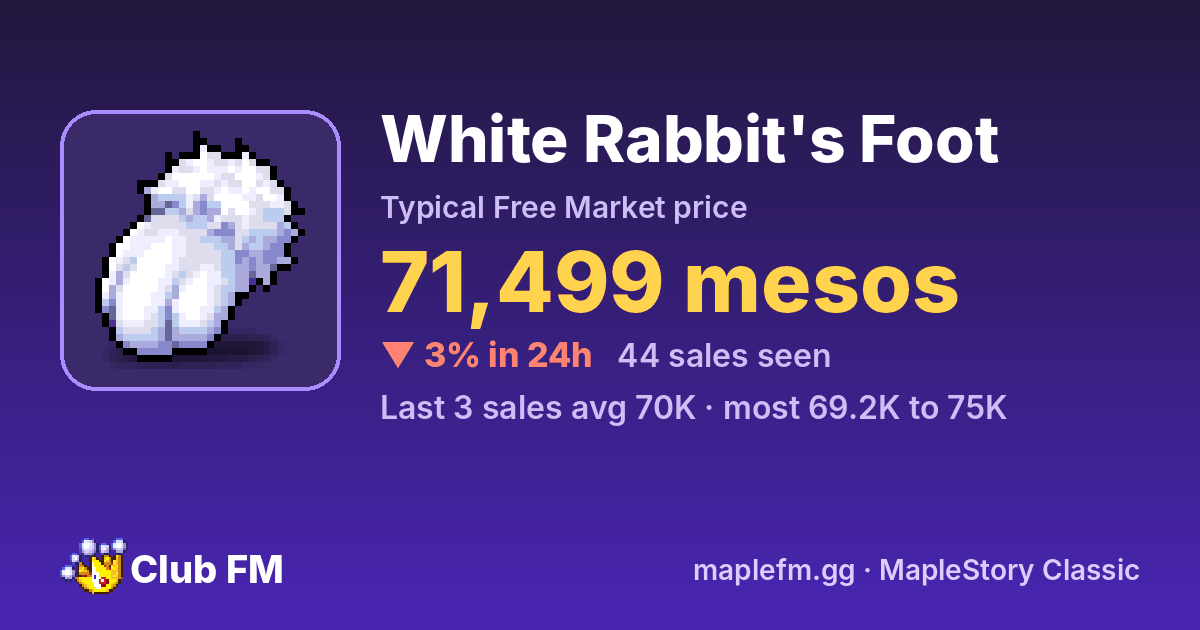 White Rabbit's Foot
Typical Free Market price
71,499 mesos
▼ 3% in 24h 44 sales seen
Last 3 sales avg 70K · most 69.2K to 75K
Club FM
maplefm.gg · MapleStory Classic